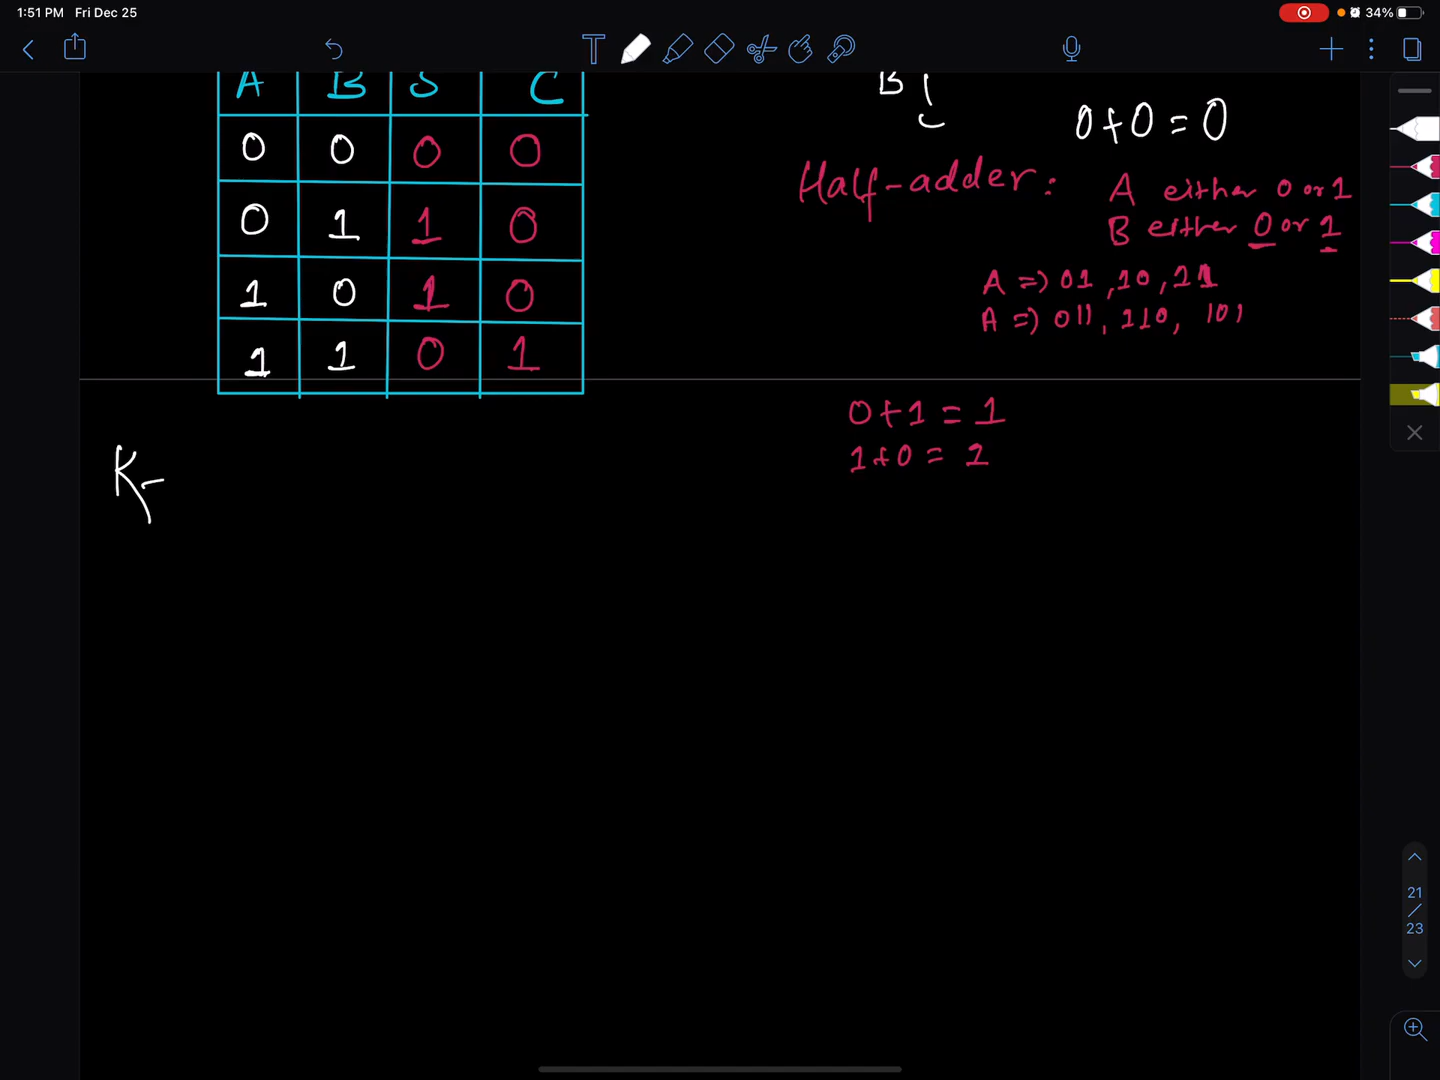 1:51 PM Fri Dec 25
34%
T
A B S C
0 0 0 0
0 1 1 0
1 0 1 0
1 1 0 1
B 1
0+0=0
Half-adder: A either 0 or 1
B either 0 or 1
A => 01, 10, 11
A => 011, 110, 101
0+1=1
1+0=1
K-
21
/
23